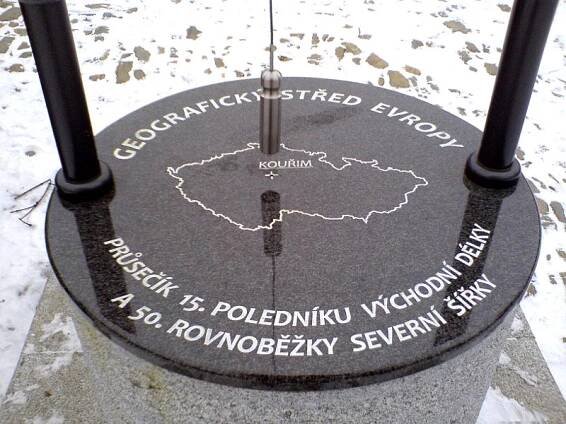 GEOGRAFICKÝ STŘED EVROPY
KOUŘIM
PRŮSEČÍK 15. POLEDNÍKU VÝCHODNÍ DÉLKY
A 50. ROVNOBĚŽKY SEVERNÍ ŠÍŘKY